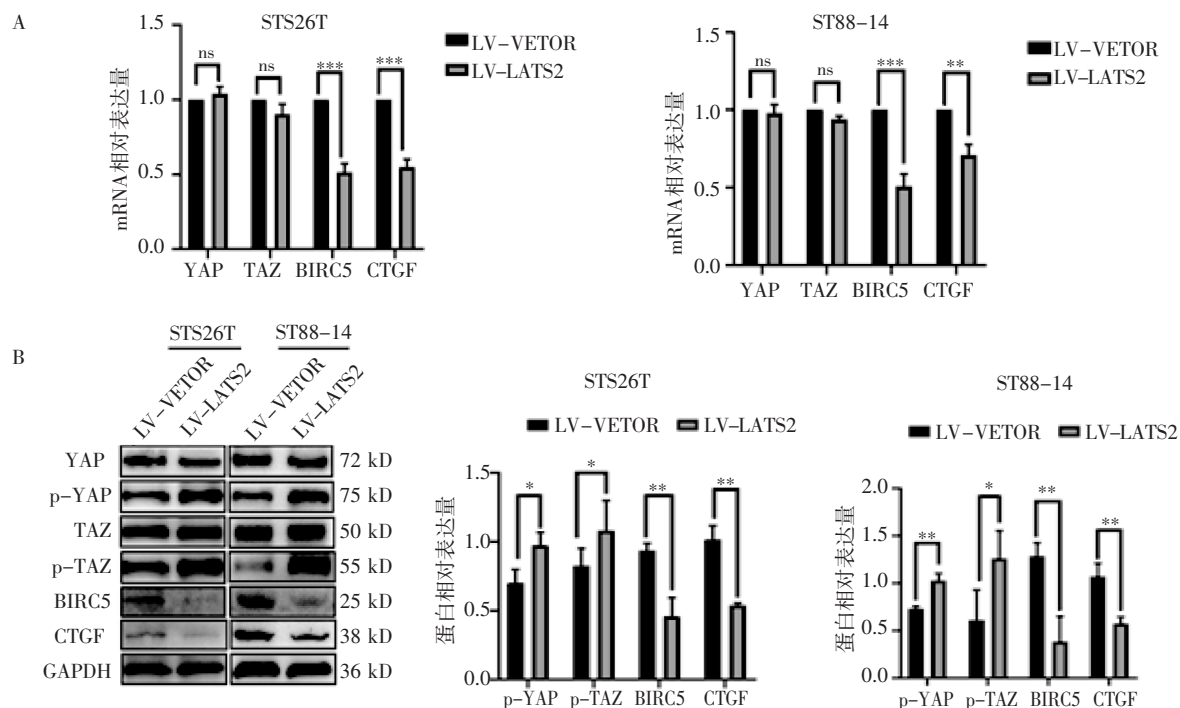 A
STS26T
LV-VETOR
LV-LATS2
mRNA相对表达量
1.5
1.0
0.5
0.0
ns
ns
***
***
YAP TAZ BIRC5 CTGF
ST88-14
LV-VETOR
LV-LATS2
mRNA相对表达量
1.5
1.0
0.5
0.0
ns
ns
***
**
YAP TAZ BIRC5 CTGF
B
STS26T ST88-14
LV-VETOR LV-LATS2 LV-VETOR LV-LATS2
YAP 72 kD
p-YAP 75 kD
TAZ 50 kD
p-TAZ 55 kD
BIRC5 25 kD
CTGF 38 kD
GAPDH 36 kD
STS26T
LV-VETOR LV-LATS2
蛋白相对表达量
1.5
1.0
0.5
0.0
*
*
**
**
p-YAP p-TAZ BIRC5 CTGF
ST88-14
LV-VETOR LV-LATS2
蛋白相对表达量
2.0
1.5
1.0
0.5
0.0
**
*
**
**
p-YAP p-TAZ BIRC5 CTGF